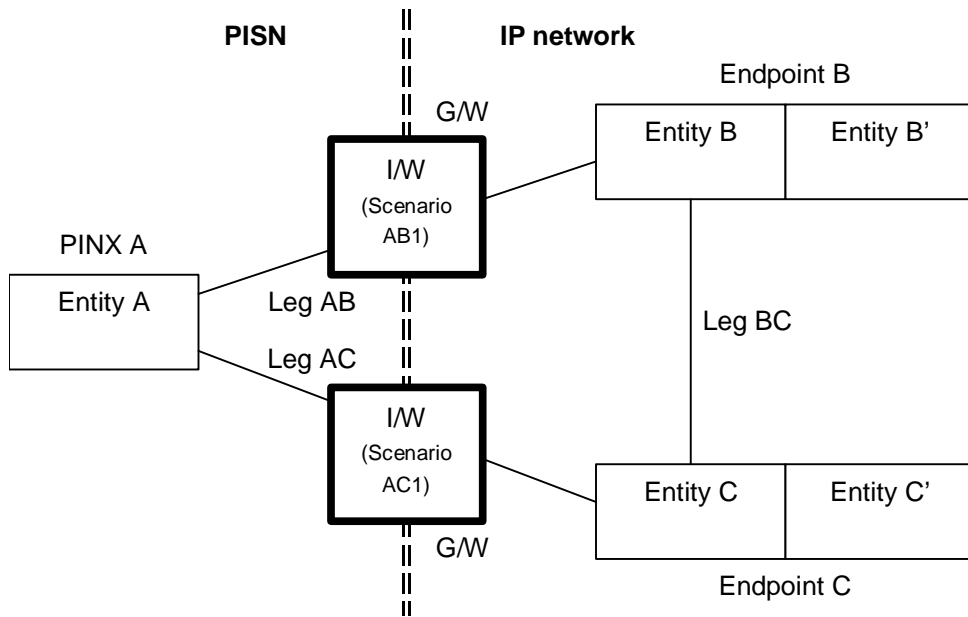 PISN
IP network
Endpoint B
G/W
Entity B
Entity B’
I/W
(Scenario
AB1)
PINX A
Entity A
Leg AB
Leg BC
Leg AC
I/W
(Scenario
AC1)
Entity C
Entity C’
G/W
Endpoint C